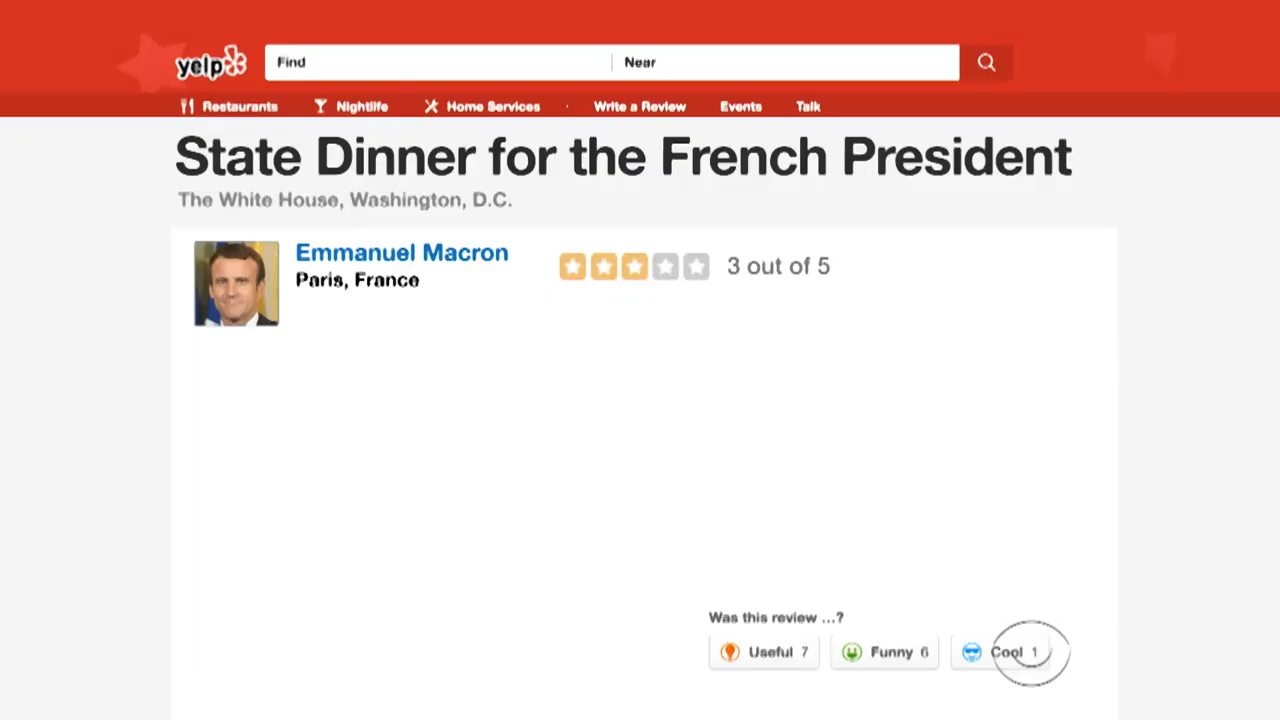 yelp Find Near
Restaurants Nightlife Home Services · Write a Review Events Talk
State Dinner for the French President
The White House, Washington, D.C.
Emmanuel Macron 3 out of 5
Paris, France
Was this review ...?
Useful 7 Funny 6 Cool 1